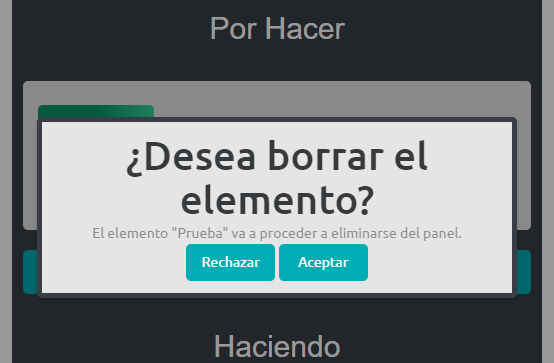 Por Hacer
¿Desea borrar el
elemento?
El elemento "Prueba" va a proceder a eliminarse del panel.
Rechazar Aceptar
Haciendo